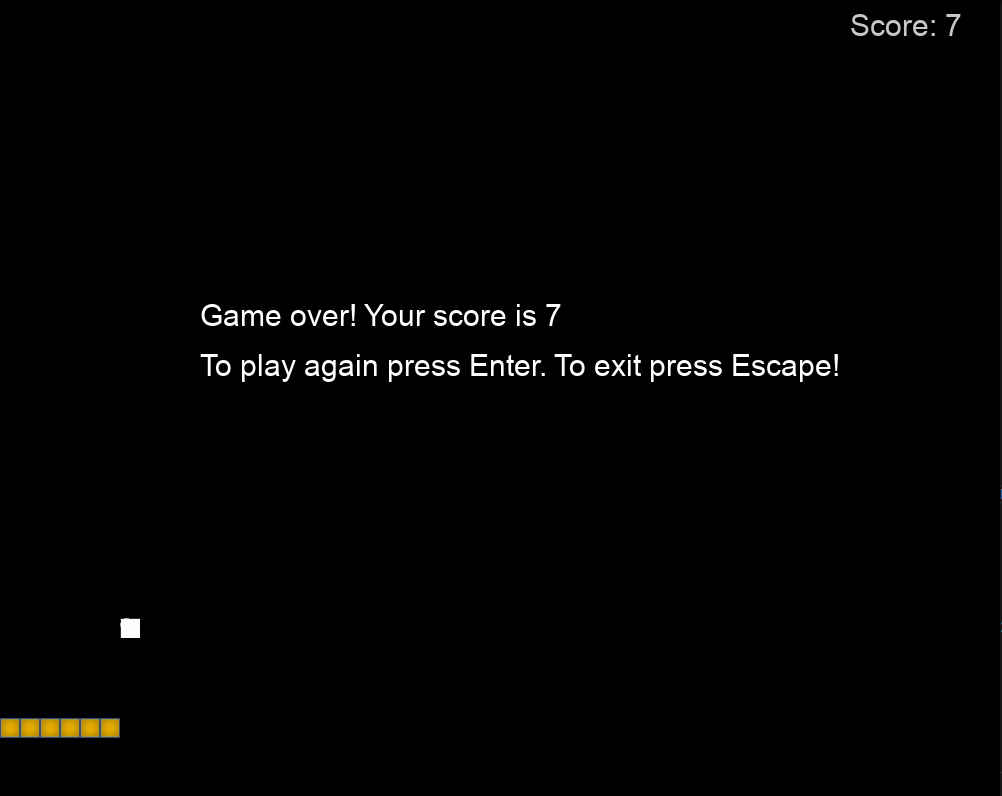 Score: 7
Game over! Your score is 7
To play again press Enter. To exit press Escape!